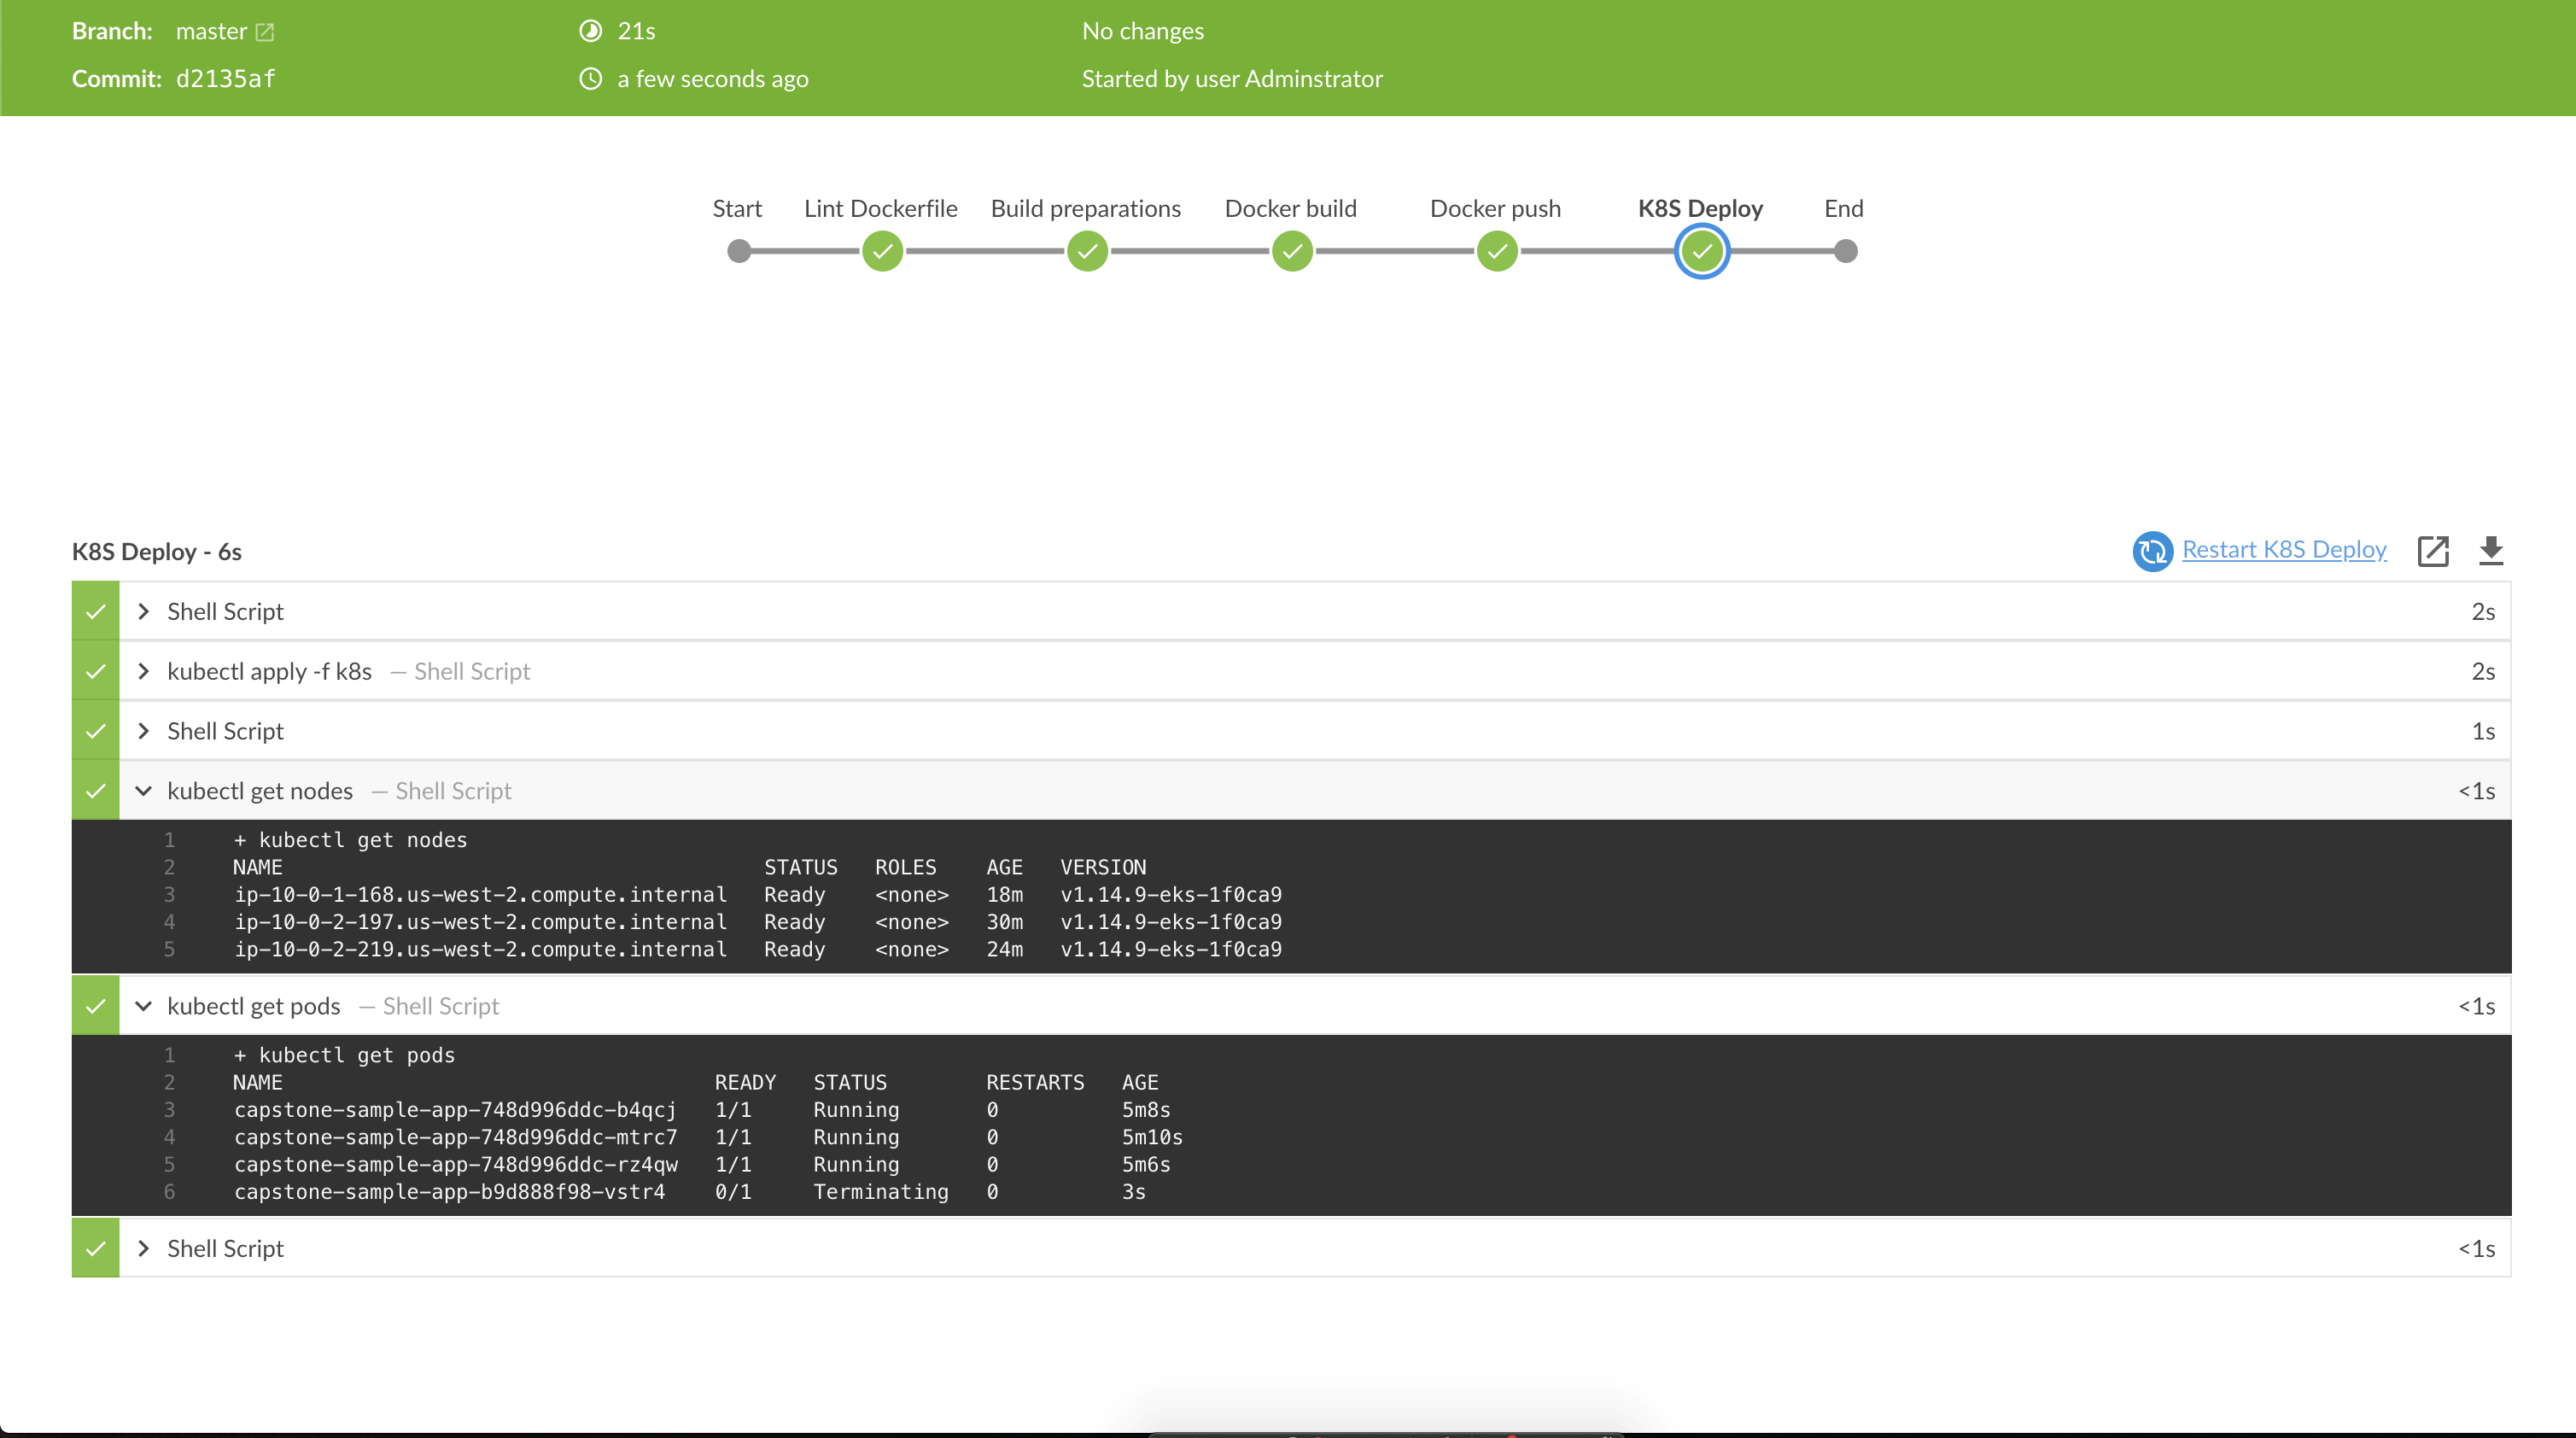 Branch: master 21s No changes
Commit: d2135af a few seconds ago Started by user Adminstrator
Start Lint Dockerfile Build preparations Docker build Docker push K8S Deploy End
K8S Deploy - 6s Restart K8S Deploy
Shell Script 2s
kubectl apply -f k8s — Shell Script 2s
Shell Script 1s
kubectl get nodes — Shell Script <1s
1 + kubectl get nodes
2 NAME STATUS ROLES AGE VERSION
3 ip-10-0-1-168.us-west-2.compute.internal Ready <none> 18m v1.14.9-eks-1f0ca9
4 ip-10-0-2-197.us-west-2.compute.internal Ready <none> 30m v1.14.9-eks-1f0ca9
5 ip-10-0-2-219.us-west-2.compute.internal Ready <none> 24m v1.14.9-eks-1f0ca9
kubectl get pods — Shell Script <1s
1 + kubectl get pods
2 NAME READY STATUS RESTARTS AGE
3 capstone-sample-app-748d996ddc-b4qcj 1/1 Running 0 5m8s
4 capstone-sample-app-748d996ddc-mtrc7 1/1 Running 0 5m10s
5 capstone-sample-app-748d996ddc-rz4qw 1/1 Running 0 5m6s
6 capstone-sample-app-b9d888f98-vstr4 0/1 Terminating 0 3s
Shell Script <1s